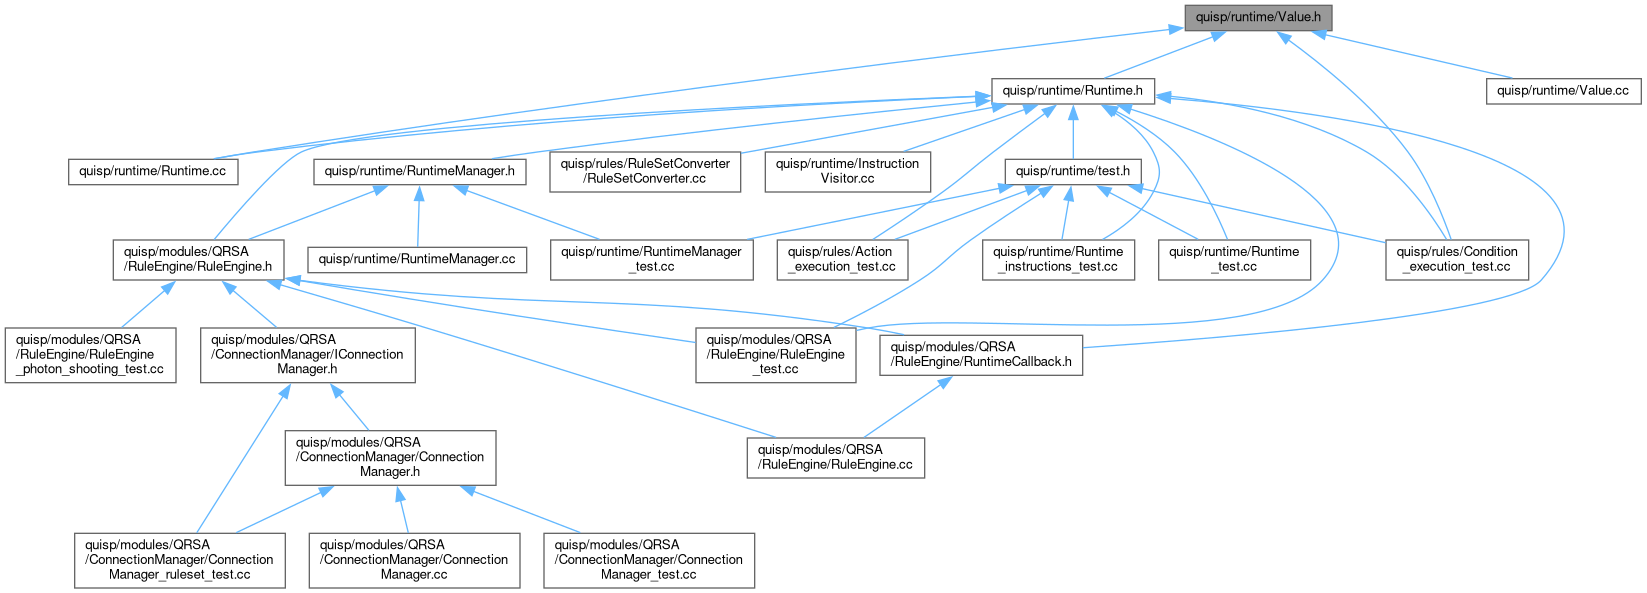 quisp/runtime/Value.h
quisp/runtime/Runtime.h
quisp/runtime/Value.cc
quisp/runtime/Runtime.cc
quisp/runtime/RuntimeManager.h
quisp/rules/RuleSetConverter
/RuleSetConverter.cc
quisp/runtime/Instruction
Visitor.cc
quisp/runtime/test.h
quisp/modules/QRSA
/RuleEngine/RuleEngine.h
quisp/runtime/RuntimeManager.cc
quisp/runtime/RuntimeManager
_test.cc
quisp/rules/Action
_execution_test.cc
quisp/runtime/Runtime
_instructions_test.cc
quisp/runtime/Runtime
_test.cc
quisp/rules/Condition
_execution_test.cc
quisp/modules/QRSA
/RuleEngine/RuleEngine
_photon_shooting_test.cc
quisp/modules/QRSA
/ConnectionManager/IConnection
Manager.h
quisp/modules/QRSA
/RuleEngine/RuleEngine
_test.cc
quisp/modules/QRSA
/RuleEngine/RuntimeCallback.h
quisp/modules/QRSA
/ConnectionManager/Connection
Manager.h
quisp/modules/QRSA
/RuleEngine/RuleEngine.cc
quisp/modules/QRSA
/ConnectionManager/Connection
Manager_ruleset_test.cc
quisp/modules/QRSA
/ConnectionManager/Connection
Manager.cc
quisp/modules/QRSA
/ConnectionManager/Connection
Manager_test.cc